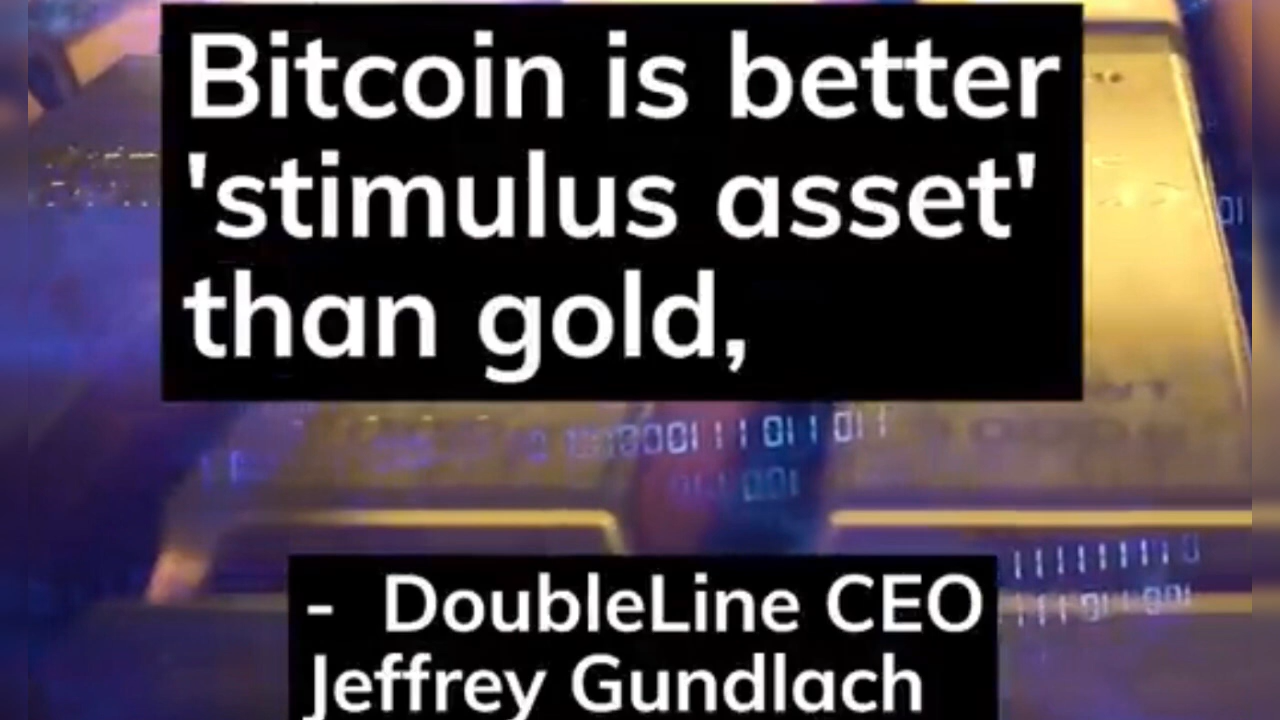 Bitcoin is better
'stimulus asset'
than gold,
- DoubleLine CEO
Jeffrey Gundlach